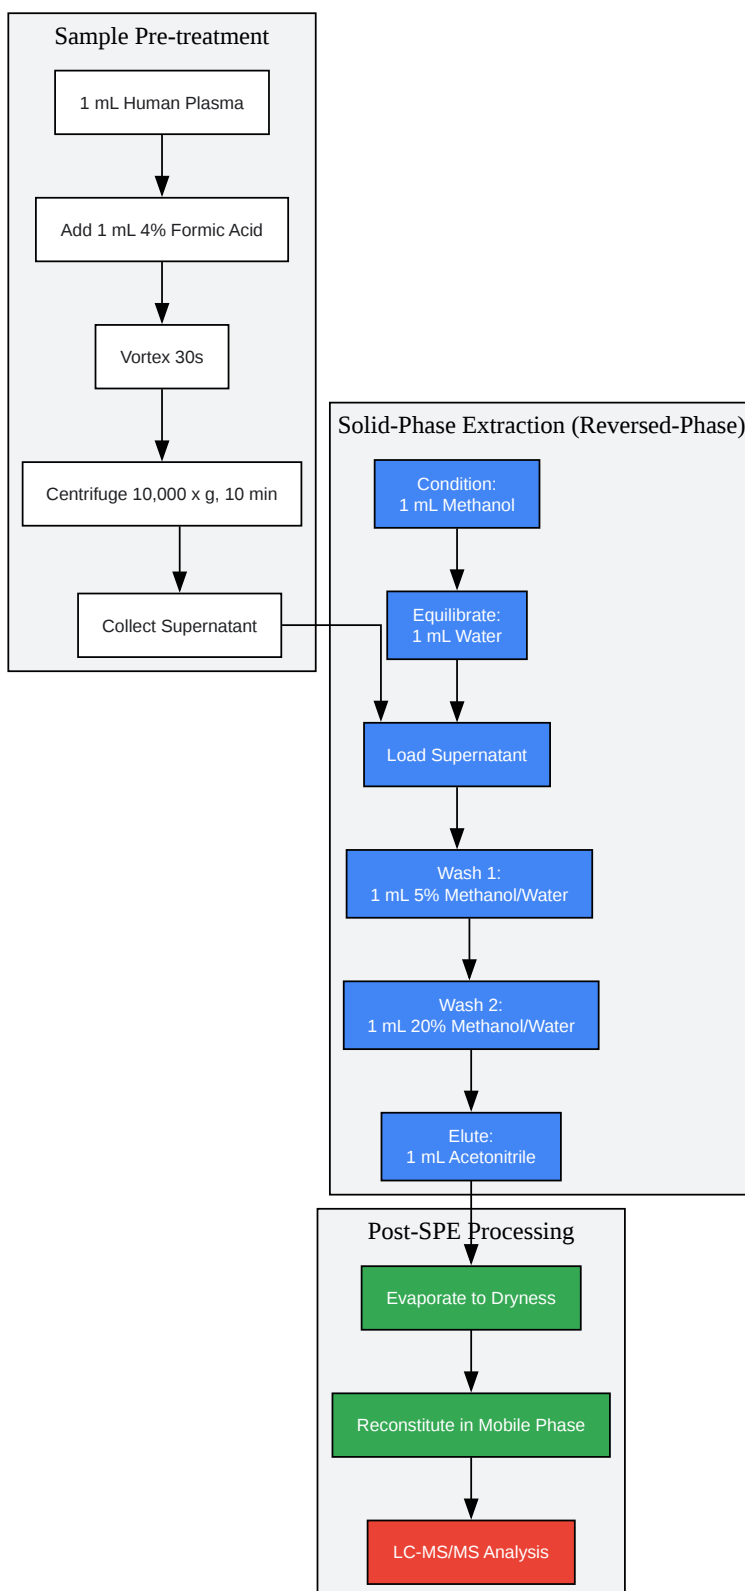 Sample Pre-treatment
1 mL Human Plasma
Add 1 mL 4% Formic Acid
Vortex 30s
Centrifuge 10,000 x g, 10 min
Collect Supernatant
Solid-Phase Extraction (Reversed-Phase)
Condition:
1 mL Methanol
Equilibrate:
1 mL Water
Load Supernatant
Wash 1:
1 mL 5% Methanol/Water
Wash 2:
1 mL 20% Methanol/Water
Elute:
1 mL Acetonitrile
Post-SPE Processing
Evaporate to Dryness
Reconstitute in Mobile Phase
LC-MS/MS Analysis